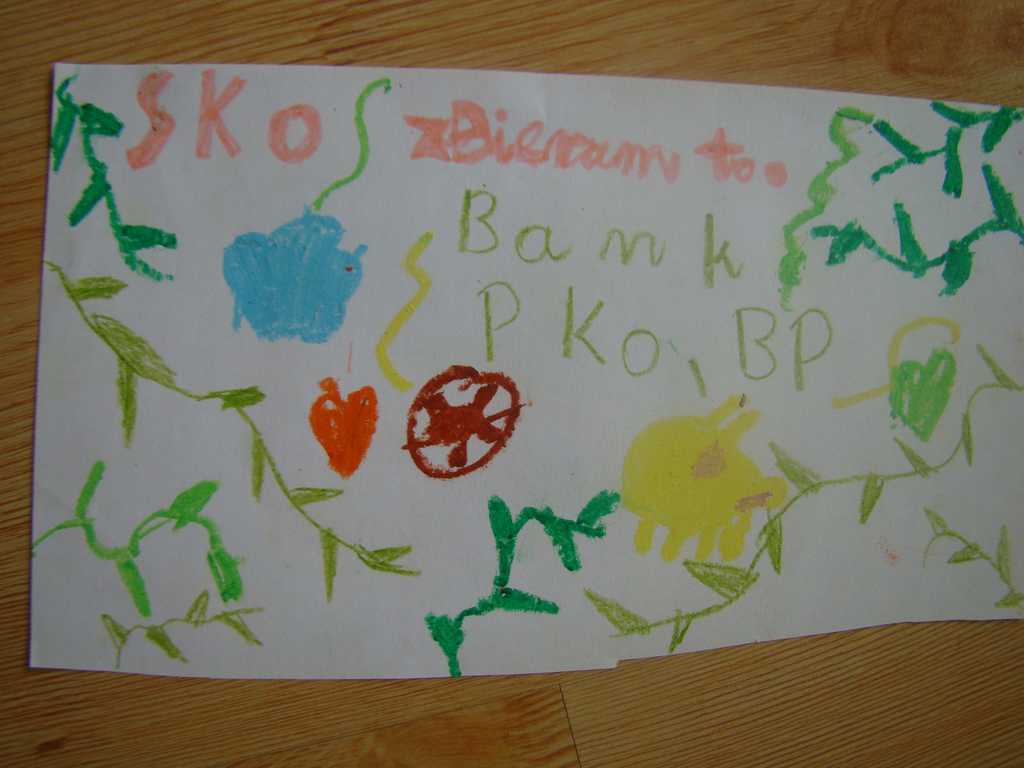 SKO zBieram to.
Bank
PKO, BP